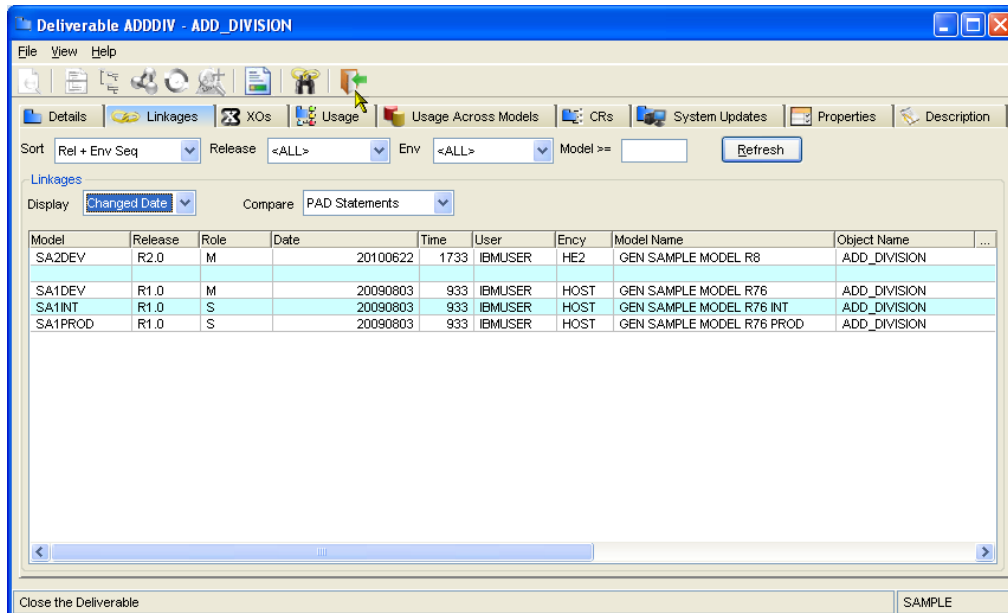 Deliverable ADDDIV - ADD_DIVISION
File View Help
Details Linkages XOs Usage Usage Across Models CRs System Updates Properties Description
Sort Rel + Env Seq Release <ALL> Env <ALL> Model >= Refresh
Linkages
Display Changed Date Compare PAD Statements
Model Release Role Date Time User Ency Model Name Object Name ...
SA2DEV R2.0 M 20100622 1733 IBMUSER HE2 GEN SAMPLE MODEL R8 ADD_DIVISION
SA1DEV R1.0 M 20090803 933 IBMUSER HOST GEN SAMPLE MODEL R76 ADD_DIVISION
SA1INT R1.0 S 20090803 933 IBMUSER HOST GEN SAMPLE MODEL R76 INT ADD_DIVISION
SA1PROD R1.0 S 20090803 933 IBMUSER HOST GEN SAMPLE MODEL R76 PROD ADD_DIVISION
Close the Deliverable SAMPLE